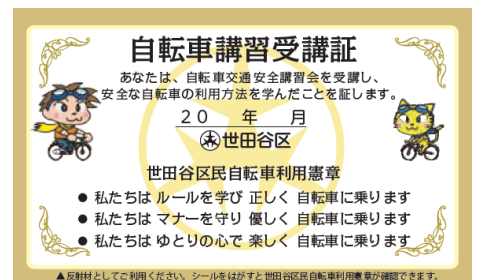 自転車講習受講証
あなたは、自転車交通安全講習会を受講し、
安全な自転車の利用方法を学んだことを証します。
20　年　月
世田谷区
世田谷区民自転車利用憲章
● 私たちは ルールを学び 正しく 自転車に乗ります
● 私たちは マナーを守り 優しく 自転車に乗ります
● 私たちは ゆとりの心で 楽しく 自転車に乗ります
▲反射材としてご利用ください。シールをはがすと世田谷区民自転車利用憲章が確認できます。